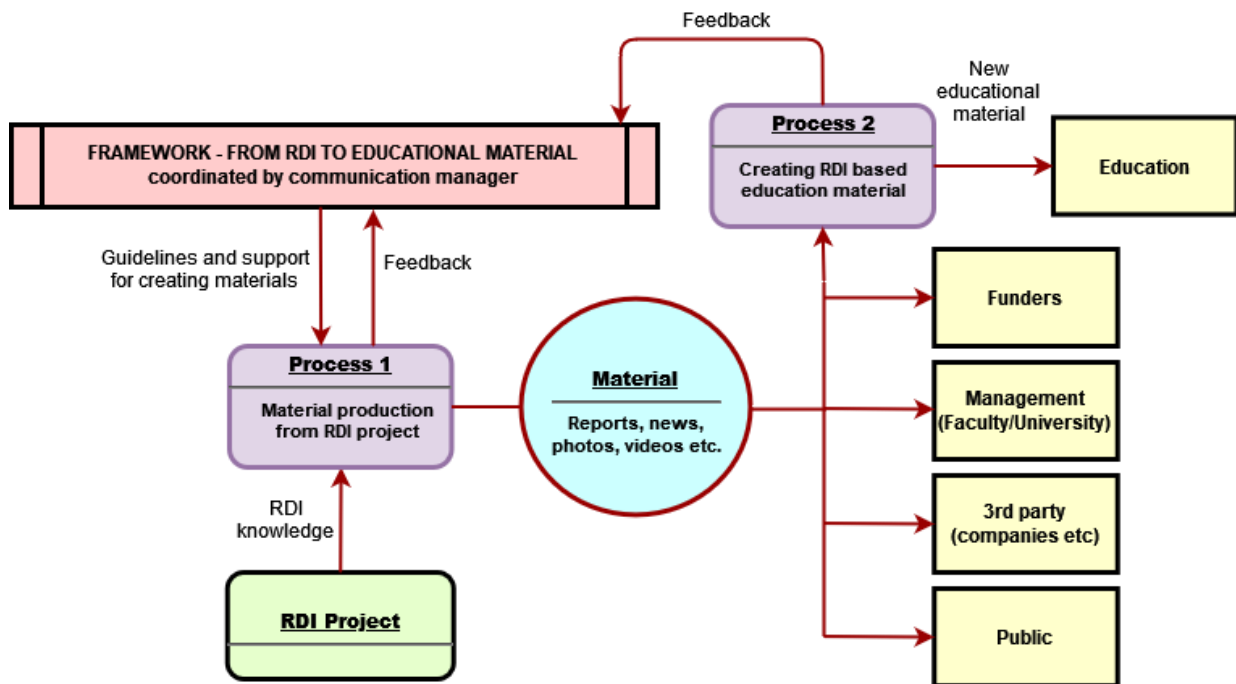 Feedback
New
educational
material
Process 2
Creating RDI based
education material
Education
FRAMEWORK - FROM RDI TO EDUCATIONAL MATERIAL
coordinated by communication manager
Guidelines and support
for creating materials
Feedback
Funders
Process 1
Material production
from RDI project
Material
Reports, news,
photos, videos etc.
Management
(Faculty/University)
RDI
knowledge
3rd party
(companies etc)
RDI Project
Public